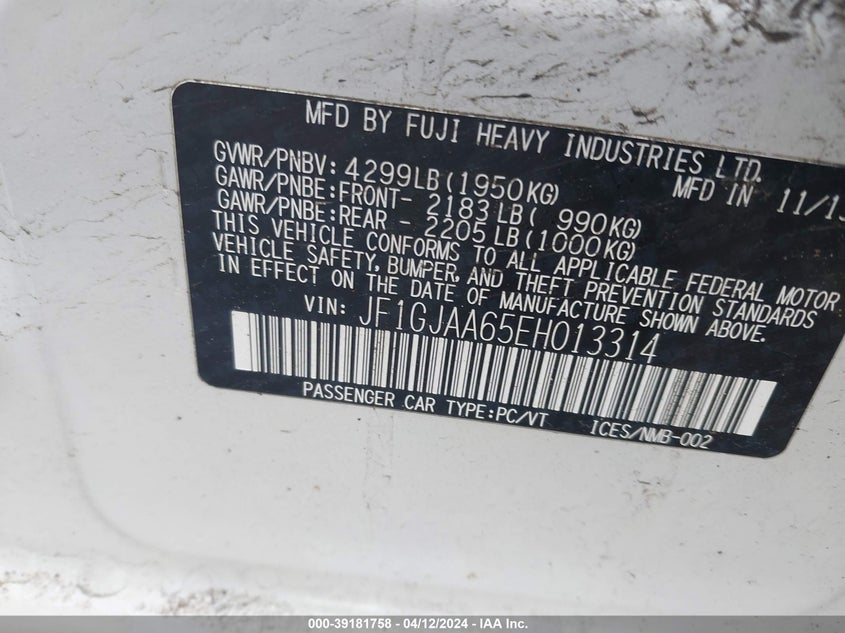 MFD BY FUJI HEAVY INDUSTRIES LTD.
GVWR/PNBV: 4299LB(1950KG) MFD IN 11/13
GAWR/PNBE:FRONT- 2183LB( 990KG)
GAWR/PNBE:REAR - 2205LB(1000KG)
THIS VEHICLE CONFORMS TO ALL APPLICABLE FEDERAL MOTOR
VEHICLE SAFETY, BUMPER, AND THEFT PREVENTION STANDARDS
IN EFFECT ON THE DATE OF MANUFACTURE SHOWN ABOVE.
VIN: JF1GJAA65EH013314
PASSENGER CAR TYPE:PC/VT ICES/NMB-002
000-39181758 - 04/12/2024 - IAA Inc.